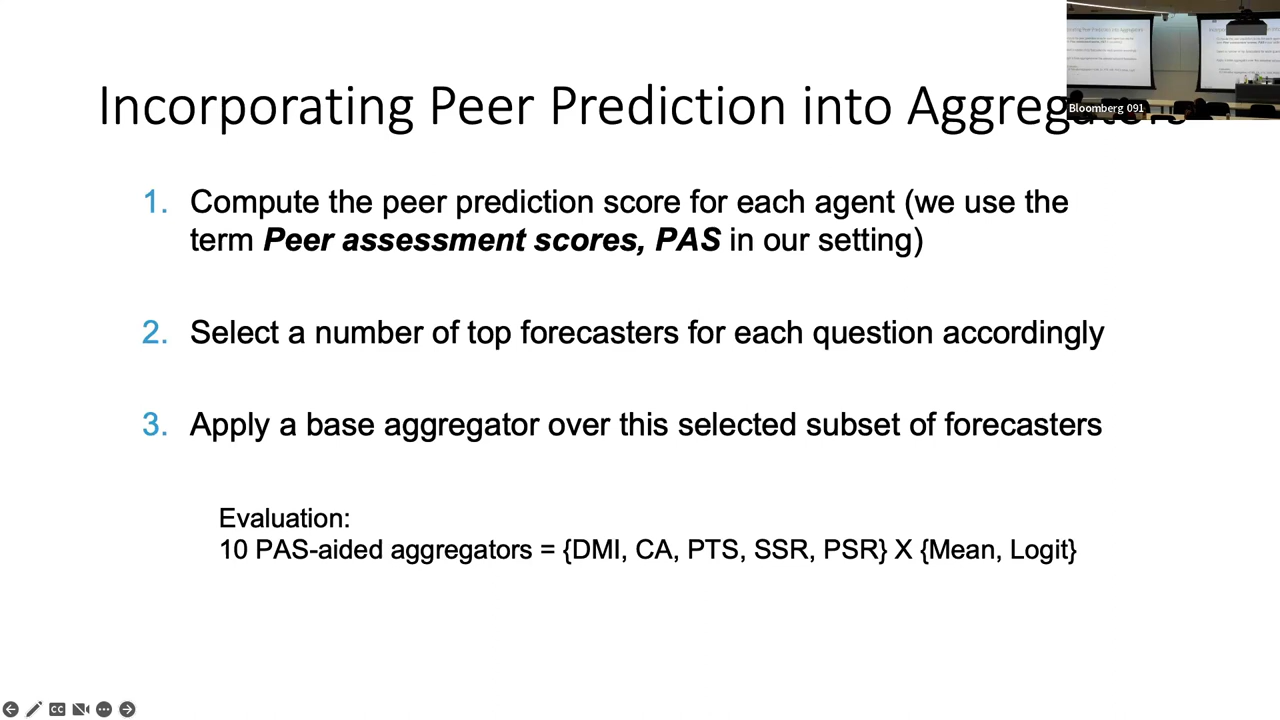 Incorporating Peer Prediction into Aggregators
Bloomberg 091
1. Compute the peer prediction score for each agent (we use the
term Peer assessment scores, PAS in our setting)
2. Select a number of top forecasters for each question accordingly
3. Apply a base aggregator over this selected subset of forecasters
Evaluation:
10 PAS-aided aggregators = {DMI, CA, PTS, SSR, PSR} X {Mean, Logit}
CC